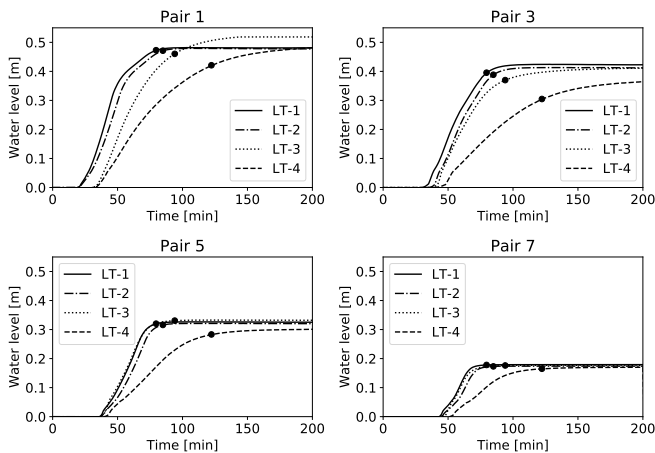 Pair 1
Water level [m]
0.5
0.4
0.3
0.2
0.1
0.0
LT-1
LT-2
LT-3
LT-4
0 50 100 150 200
Time [min]
Pair 3
Water level [m]
0.5
0.4
0.3
0.2
0.1
0.0
LT-1
LT-2
LT-3
LT-4
0 50 100 150 200
Time [min]
Pair 5
Water level [m]
0.5
0.4
0.3
0.2
0.1
0.0
LT-1
LT-2
LT-3
LT-4
0 50 100 150 200
Time [min]
Pair 7
Water level [m]
0.5
0.4
0.3
0.2
0.1
0.0
LT-1
LT-2
LT-3
LT-4
0 50 100 150 200
Time [min]